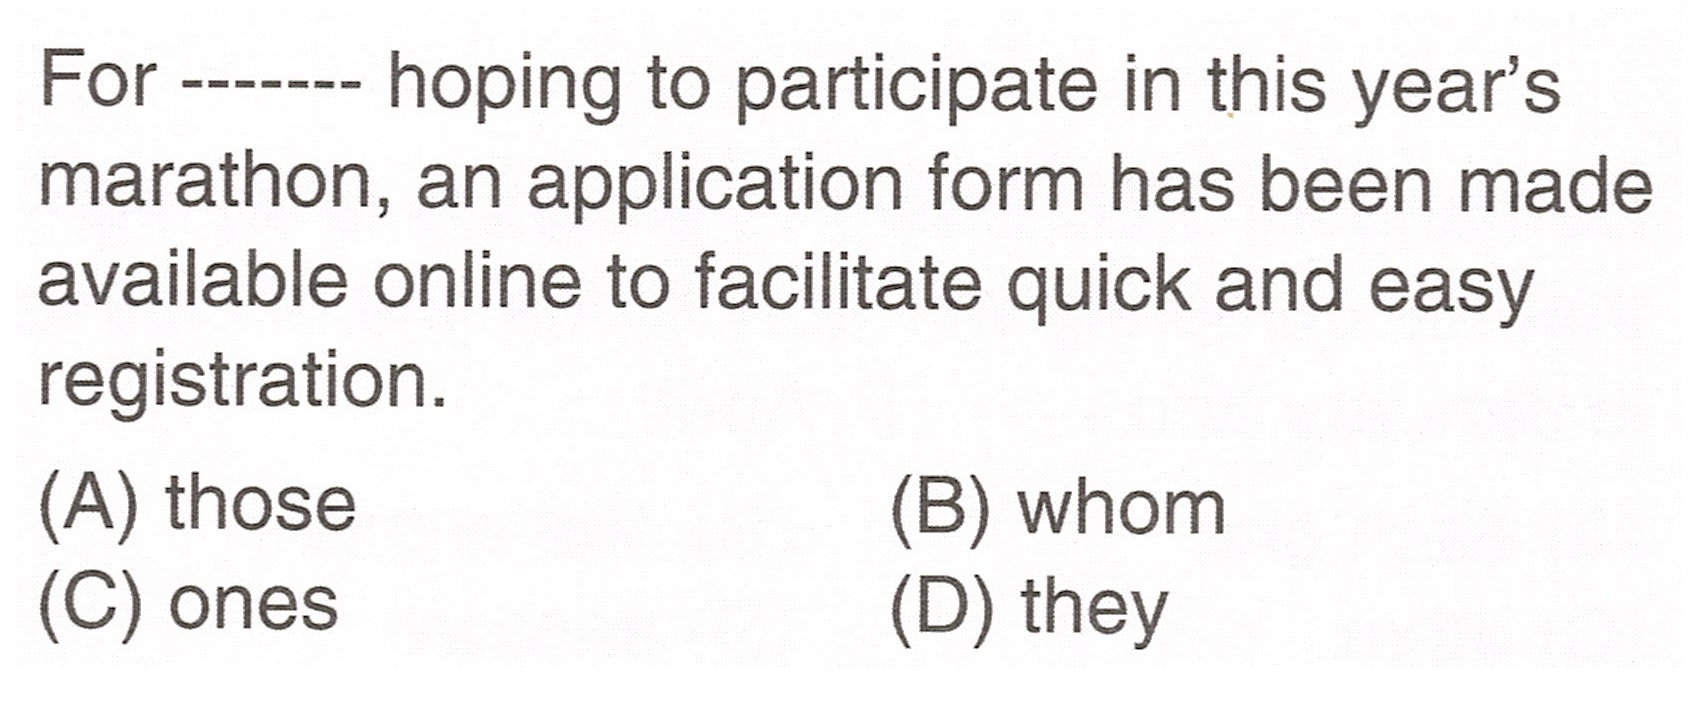 For ------- hoping to participate in this year's
marathon, an application form has been made
available online to facilitate quick and easy
registration.
(A) those
(B) whom
(C) ones
(D) they